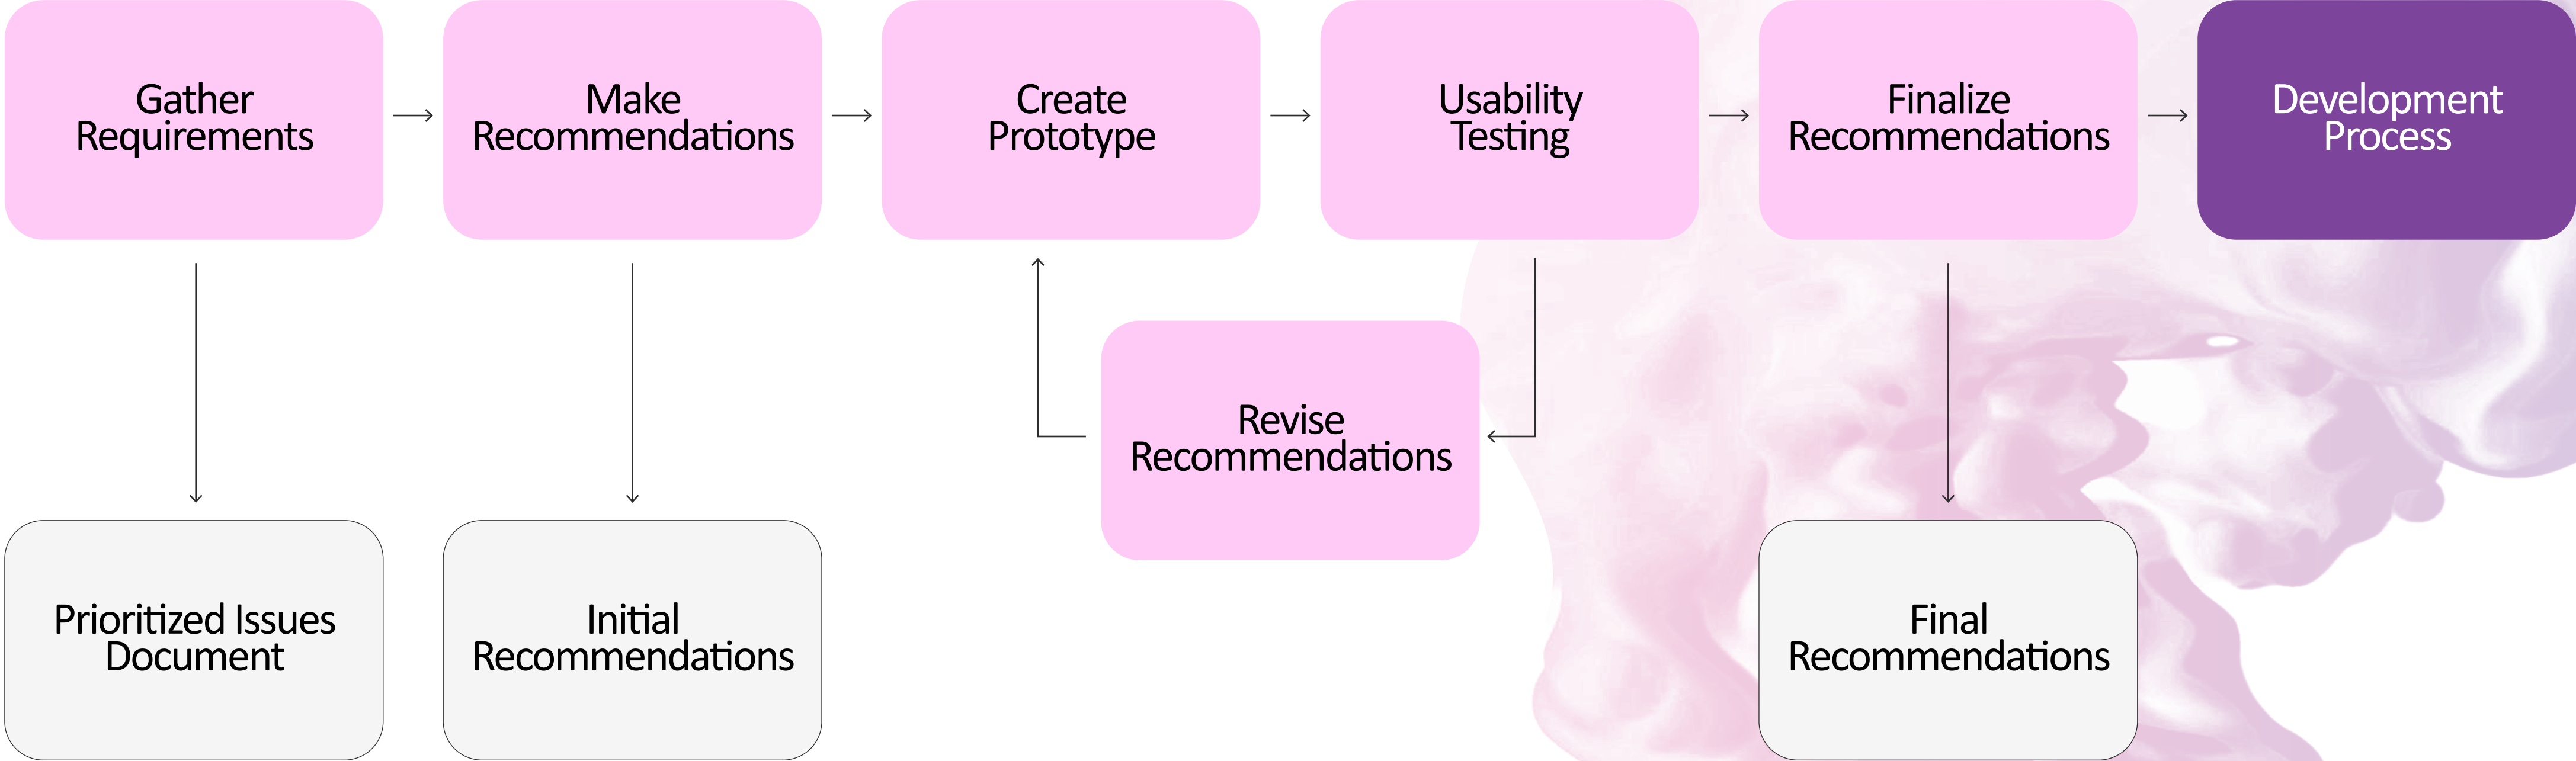 Gather
Requirements
Make
Recommendations
Create
Prototype
Usability
Testing
Finalize
Recommendations
Development
Process
Revise
Recommendations
Prioritized Issues
Document
Initial
Recommendations
Final
Recommendations